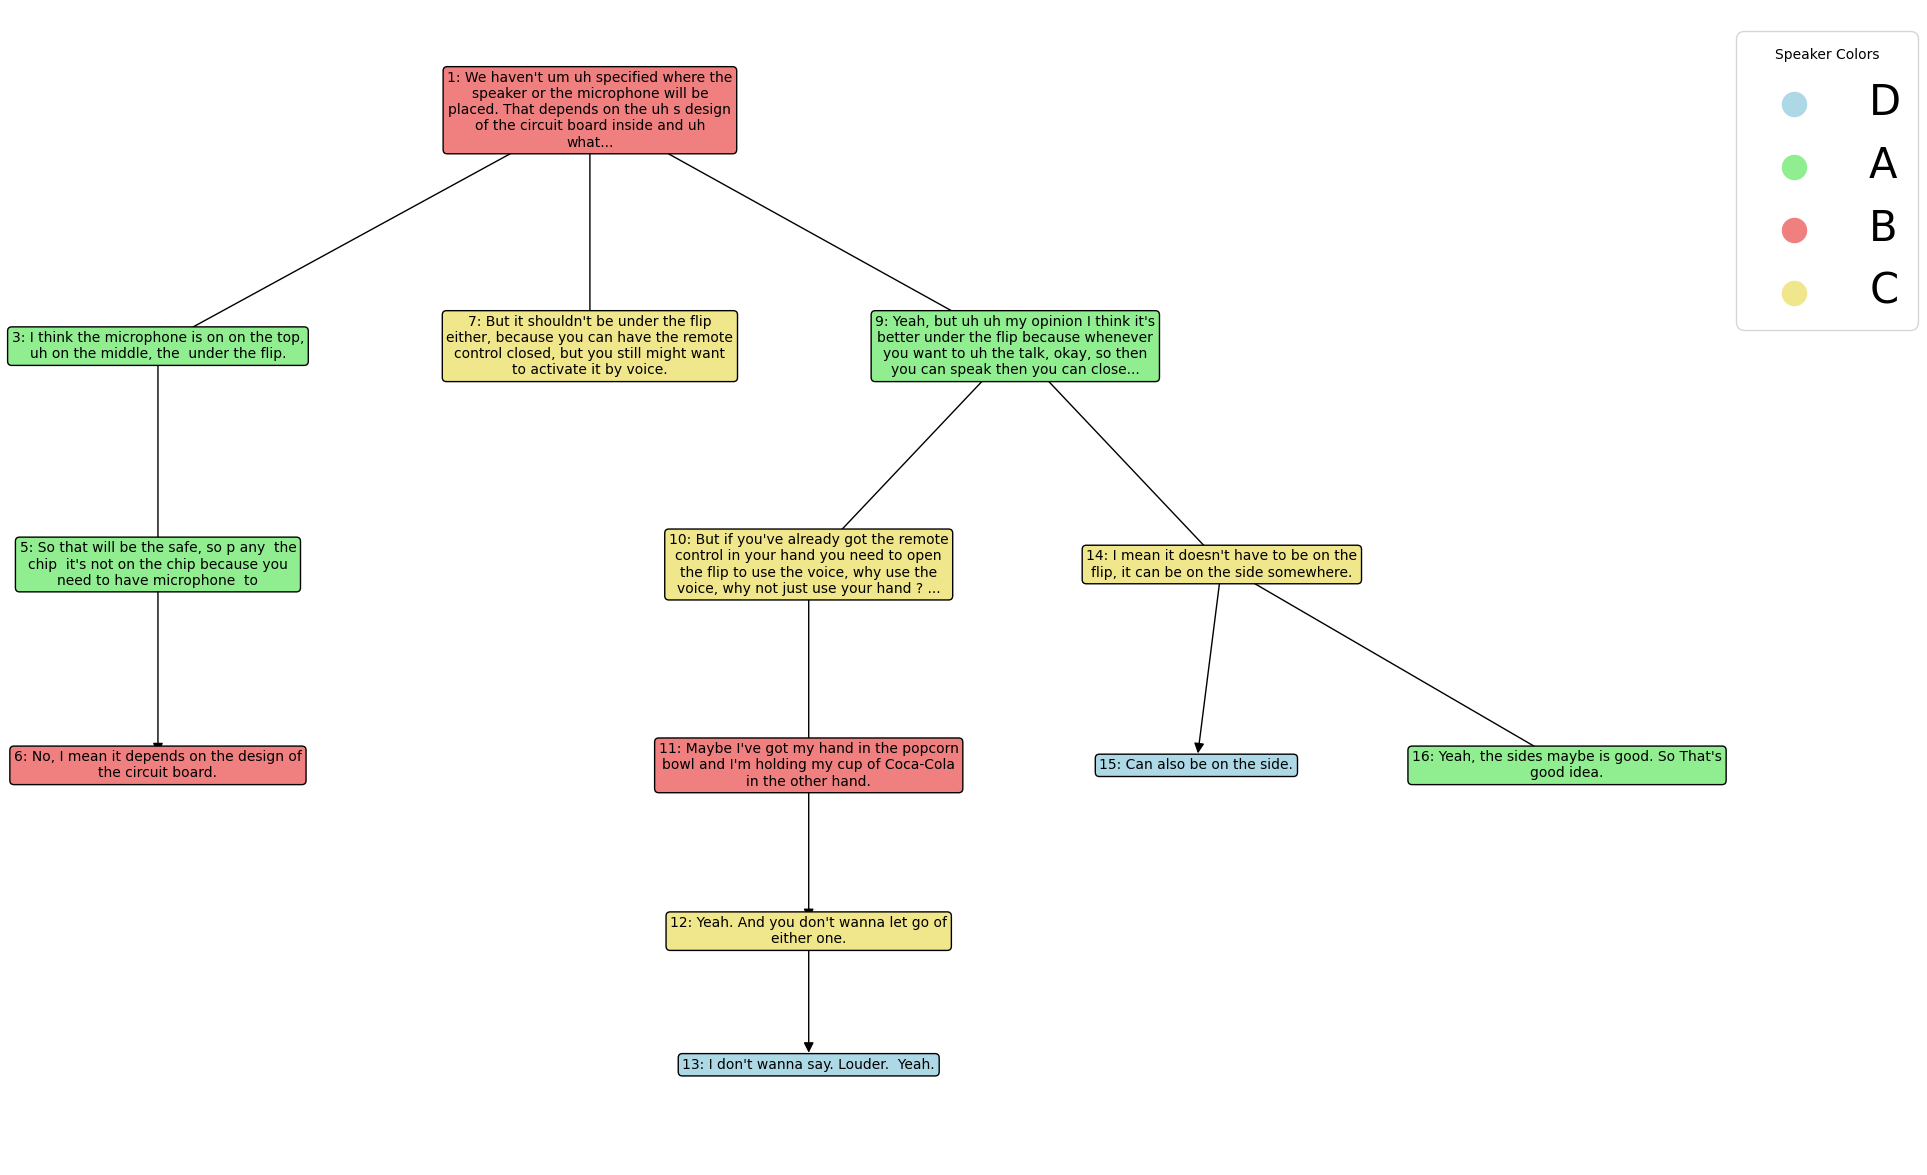 1: We haven't um uh specified where the
speaker or the microphone will be
placed. That depends on the uh s design
of the circuit board inside and uh
what...
Speaker Colors
D
A
B
C
3: I think the microphone is on on the top,
uh on the middle, the  under the flip.
7: But it shouldn't be under the flip
either, because you can have the remote
control closed, but you still might want
to activate it by voice.
9: Yeah, but uh uh my opinion I think it's
better under the flip because whenever
you want to uh the talk, okay, so then
you can speak then you can close...
5: So that will be the safe, so p any  the
chip  it's not on the chip because you
need to have microphone  to
10: But if you've already got the remote
control in your hand you need to open
the flip to use the voice, why use the
voice, why not just use your hand ? ...
14: I mean it doesn't have to be on the
flip, it can be on the side somewhere.
6: No, I mean it depends on the design of
the circuit board.
11: Maybe I've got my hand in the popcorn
bowl and I'm holding my cup of Coca-Cola
in the other hand.
15: Can also be on the side.
16: Yeah, the sides maybe is good. So That's
good idea.
12: Yeah. And you don't wanna let go of
either one.
13: I don't wanna say. Louder.  Yeah.